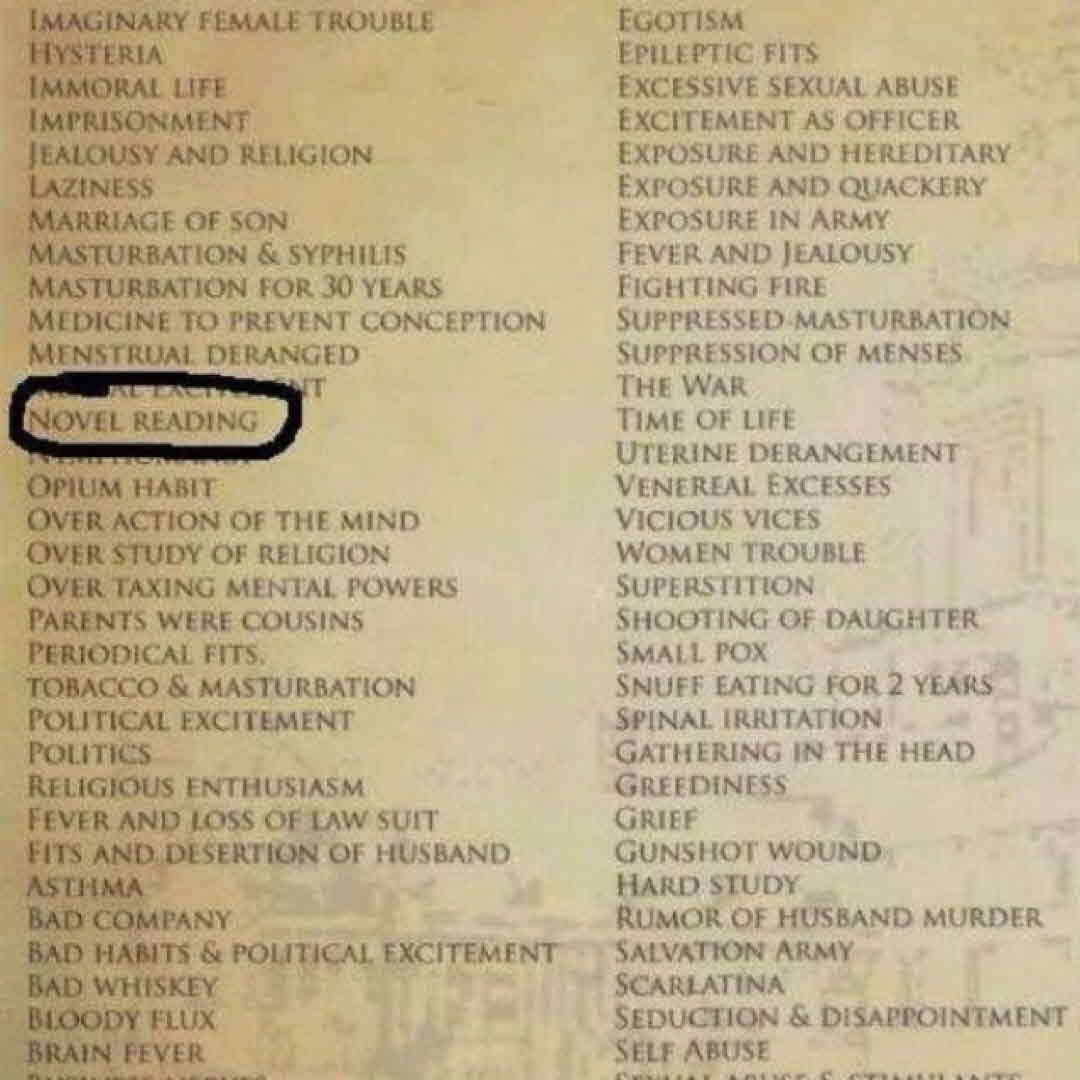 IMAGINARY FEMALE TROUBLE
HYSTERIA
IMMORAL LIFE
IMPRISONMENT
JEALOUSY AND RELIGION
LAZINESS
MARRIAGE OF SON
MASTURBATION & SYPHILIS
MASTURBATION FOR 30 YEARS
MEDICINE TO PREVENT CONCEPTION
MENSTRUAL DERANGED
NOVEL READING
OPIUM HABIT
OVER ACTION OF THE MIND
OVER STUDY OF RELIGION
OVER TAXING MENTAL POWERS
PARENTS WERE COUSINS
PERIODICAL FITS.
TOBACCO & MASTURBATION
POLITICAL EXCITEMENT
POLITICS
RELIGIOUS ENTHUSIASM
FEVER AND LOSS OF LAW SUIT
FITS AND DESERTION OF HUSBAND
ASTHMA
BAD COMPANY
BAD HABITS & POLITICAL EXCITEMENT
BAD WHISKEY
BLOODY FLUX
BRAIN FEVER
EGOTISM
EPILEPTIC FITS
EXCESSIVE SEXUAL ABUSE
EXCITEMENT AS OFFICER
EXPOSURE AND HEREDITARY
EXPOSURE AND QUACKERY
EXPOSURE IN ARMY
FEVER AND JEALOUSY
FIGHTING FIRE
SUPPRESSED MASTURBATION
SUPPRESSION OF MENSES
THE WAR
TIME OF LIFE
UTERINE DERANGEMENT
VENEREAL EXCESSES
VICIOUS VICES
WOMEN TROUBLE
SUPERSTITION
SHOOTING OF DAUGHTER
SMALL POX
SNUFF EATING FOR 2 YEARS
SPINAL IRRITATION
GATHERING IN THE HEAD
GREEDINESS
GRIEF
GUNSHOT WOUND
HARD STUDY
RUMOR OF HUSBAND MURDER
SALVATION ARMY
SCARLATINA
SEDUCTION & DISAPPOINTMENT
SELF ABUSE